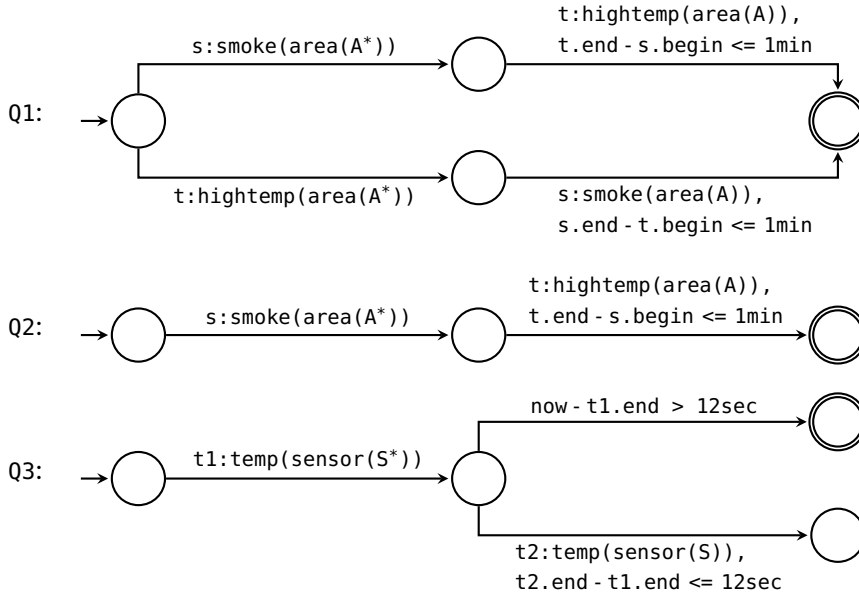 Q1:
s:smoke(area(A*))
t:hightemp(area(A)),
t.end - s.begin <= 1min
t:hightemp(area(A*))
s:smoke(area(A)),
s.end - t.begin <= 1min
Q2:
s:smoke(area(A*))
t:hightemp(area(A)),
t.end - s.begin <= 1min
Q3:
t1:temp(sensor(S*))
now - t1.end > 12sec
t2:temp(sensor(S)),
t2.end - t1.end <= 12sec